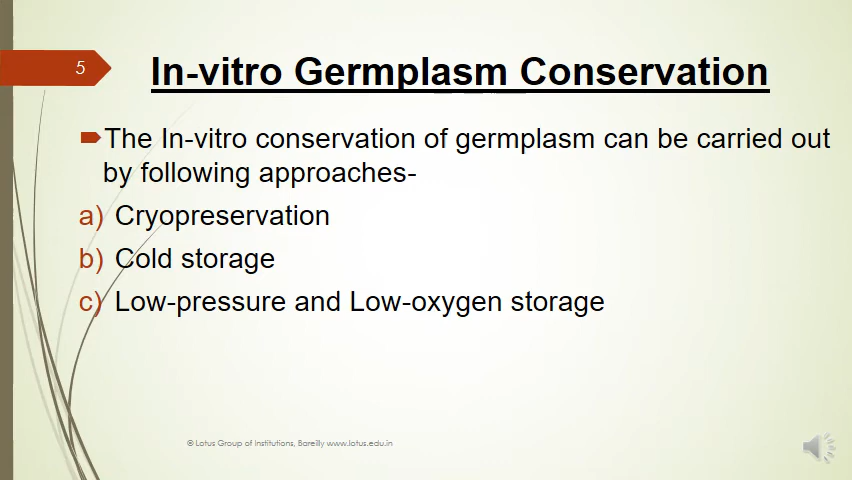 5
In-vitro Germplasm Conservation
The In-vitro conservation of germplasm can be carried out
by following approaches-
a) Cryopreservation
b) Cold storage
c) Low-pressure and Low-oxygen storage
® Lotus Group of Institutions, Bareilly www.lotus.edu.in